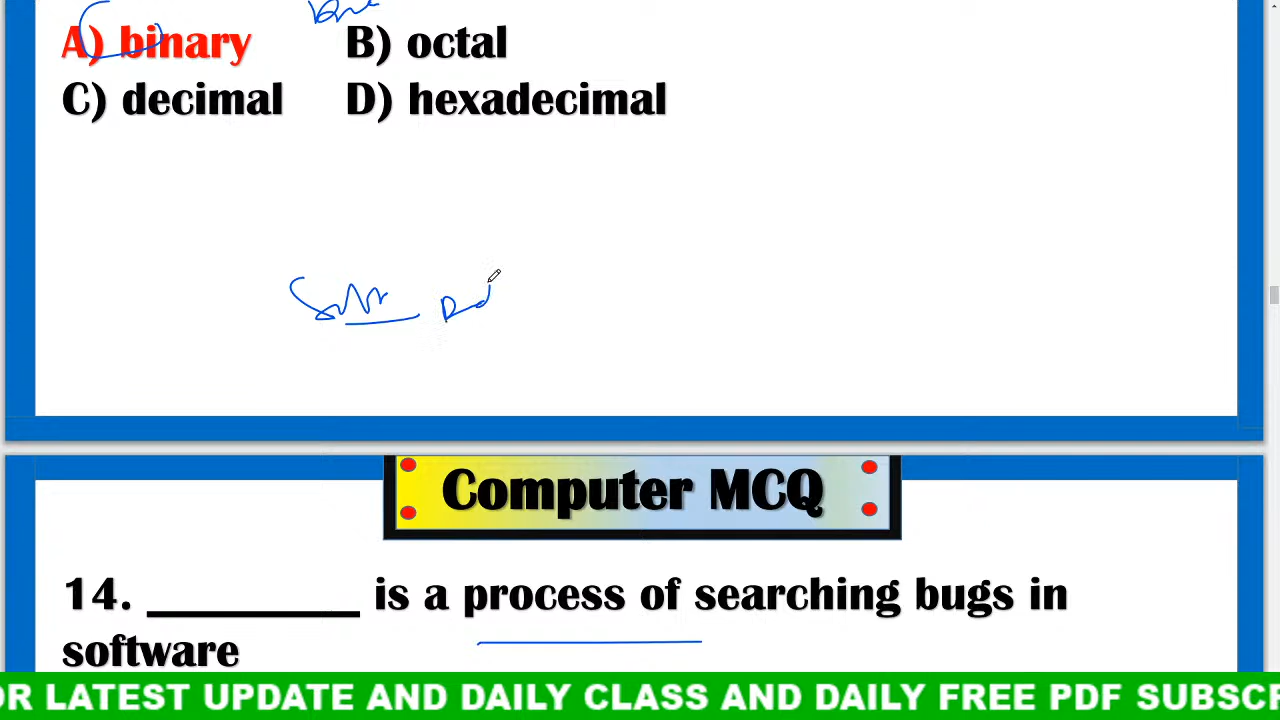 A) binary B) octal
C) decimal D) hexadecimal
Computer MCQ
14. __________ is a process of searching bugs in
software
OR LATEST UPDATE AND DAILY CLASS AND DAILY FREE PDF SUBSC